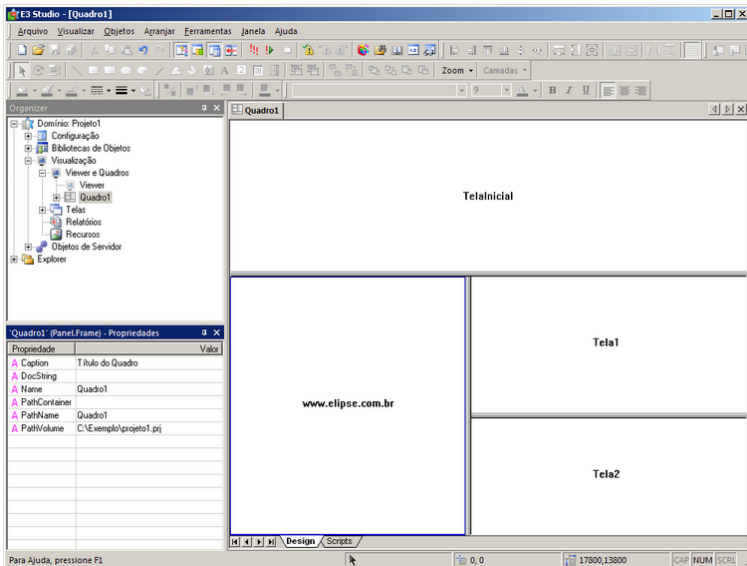 E3 Studio - [Quadro1]
Arquivo Visualizar Objetos Arranjar Ferramentas Janela Ajuda
Zoom Camadas
9 B I U
Organizer
Domínio: Projeto1
Configuração
Bibliotecas de Objetos
Visualização
Viewer e Quadros
Viewer
Quadro1
Telas
Relatórios
Recursos
Objetos de Servidor
Explorer
'Quadro1' (Panel.Frame) - Propriedades
Propriedade Valor
A Caption Título do Quadro
A DocString
A Name Quadro1
A PathContainer
A PathName Quadro1
A PathVolume C:\Exemplo\projeto1.prj
Quadro1
TelaInicial
www.elipse.com.br
Tela1
Tela2
Design Scripts
Para Ajuda, pressione F1 0, 0 17800,13800 CAP NUM SCRL